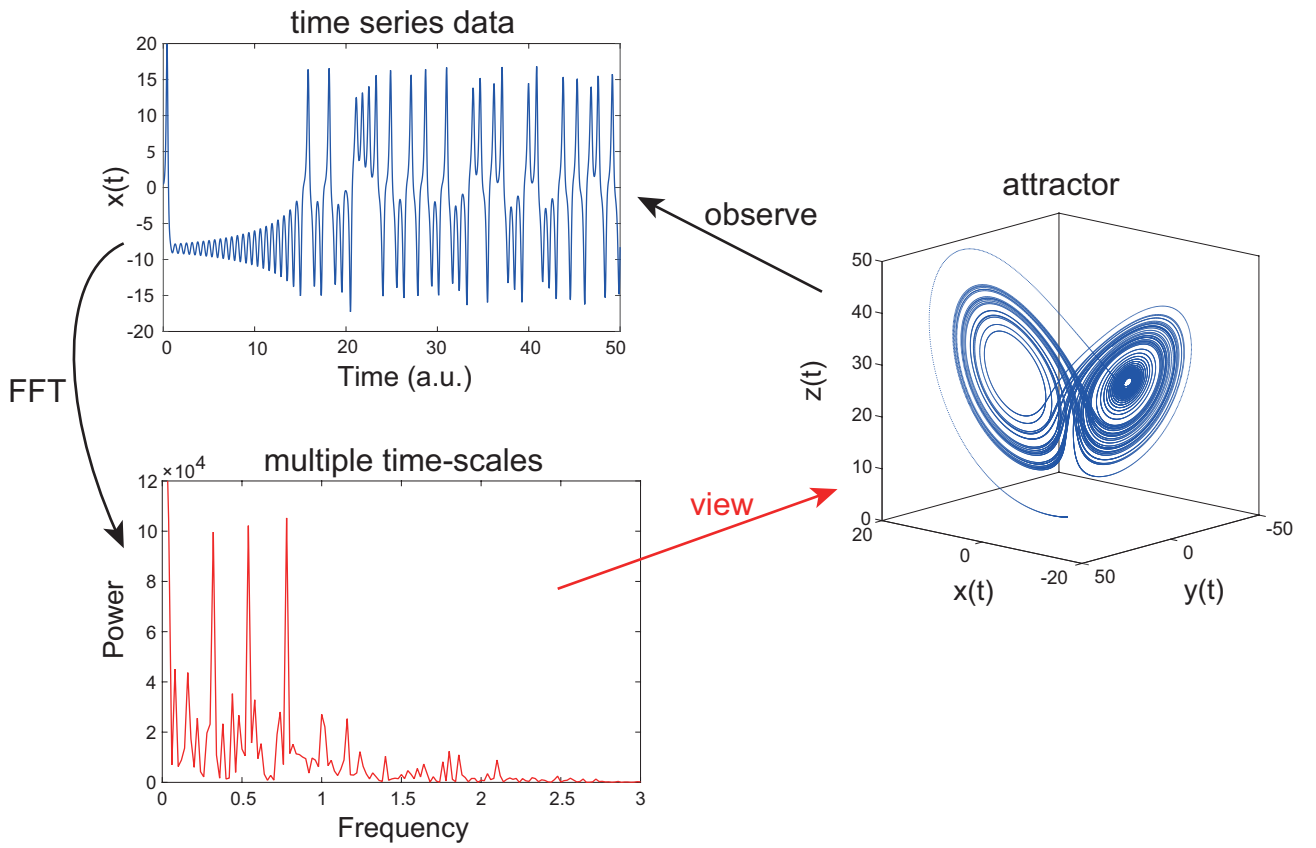 time series data
20
15
10
5
0
-5
-10
-15
-20
x(t)
0 10 20 30 40 50
Time (a.u.)
observe
attractor
50
40
30
20
10
0
z(t)
20 0 -20
x(t)
50 0 -50
y(t)
FFT
multiple time-scales
×10⁴
12
10
8
6
4
2
0
Power
0 0.5 1 1.5 2 2.5 3
Frequency
view